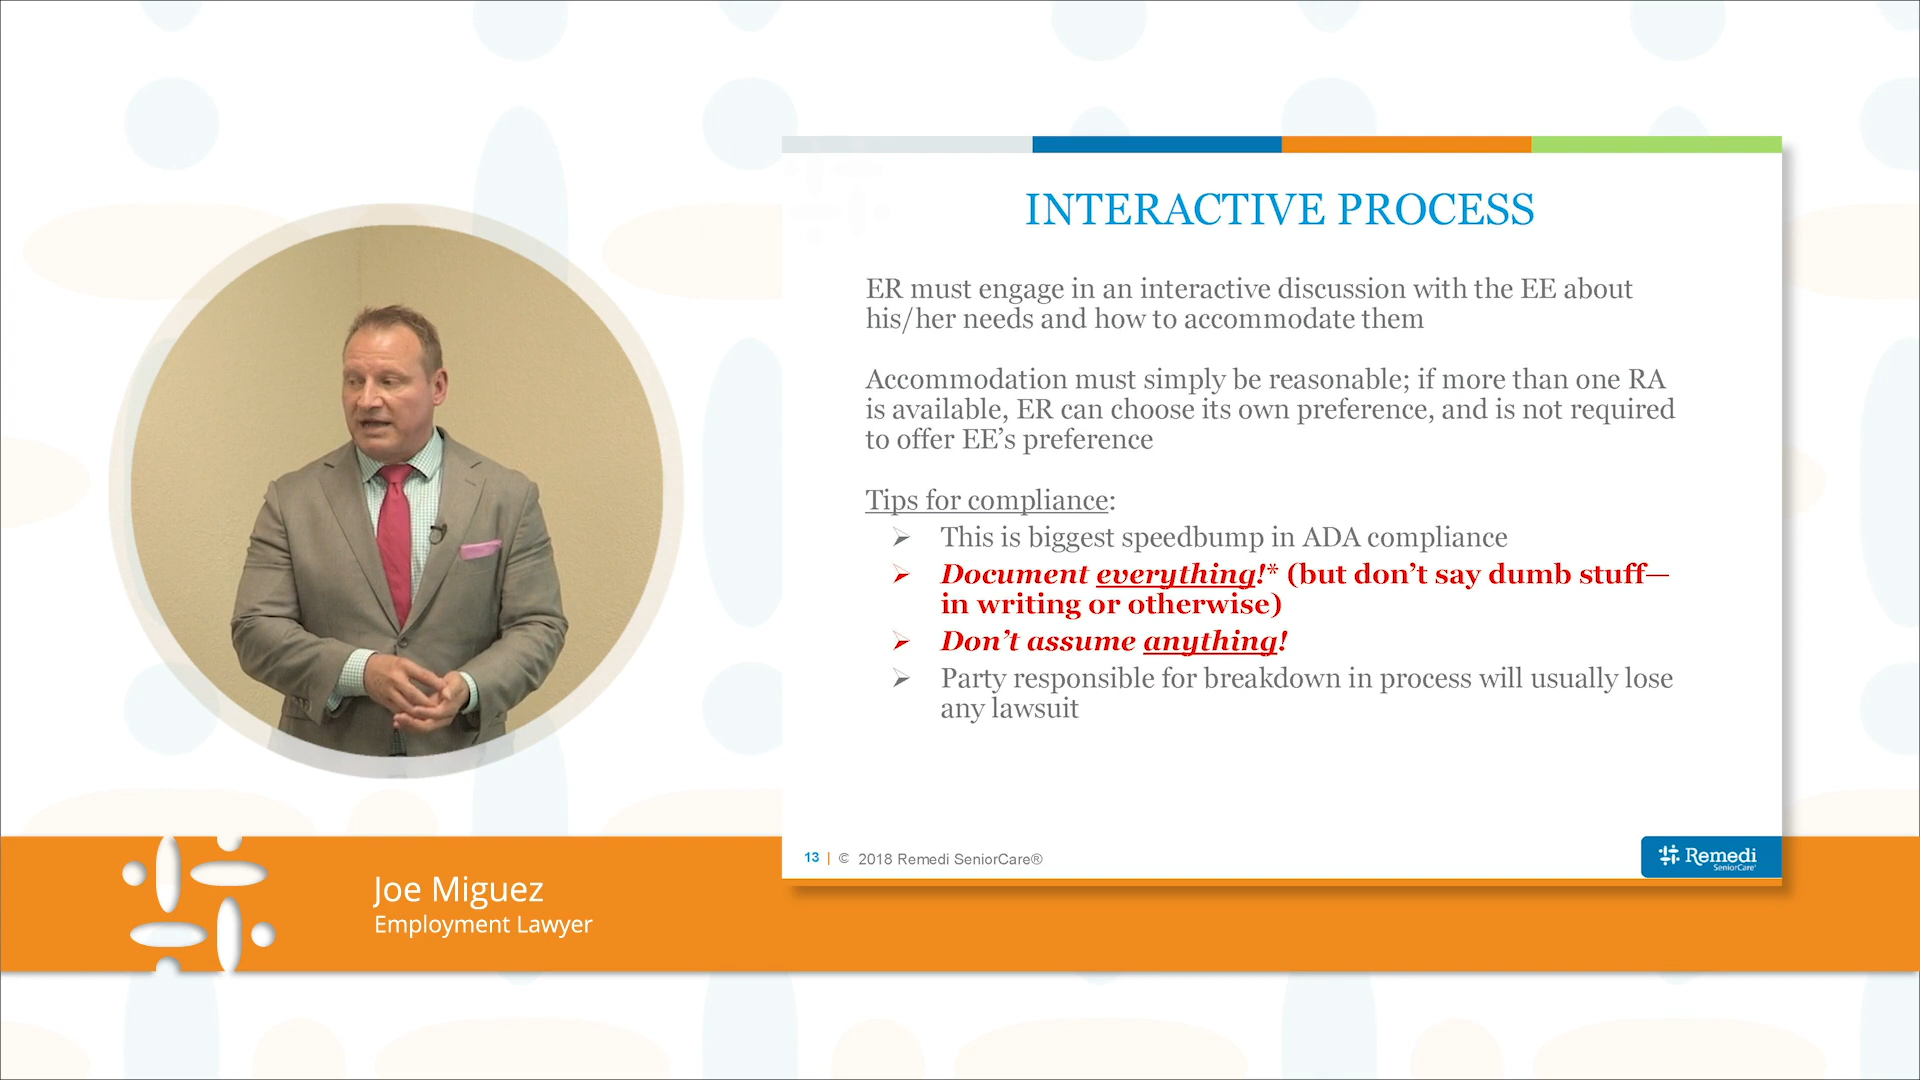 INTERACTIVE PROCESS
ER must engage in an interactive discussion with the EE about
his/her needs and how to accommodate them
Accommodation must simply be reasonable; if more than one RA
is available, ER can choose its own preference, and is not required
to offer EE’s preference
Tips for compliance:
➢ This is biggest speedbump in ADA compliance
➢ Document everything!* (but don’t say dumb stuff—
in writing or otherwise)
➢ Don’t assume anything!
➢ Party responsible for breakdown in process will usually lose
any lawsuit
13 | © 2018 Remedi SeniorCare®
Remedi
SeniorCare®
Joe Miguez
Employment Lawyer